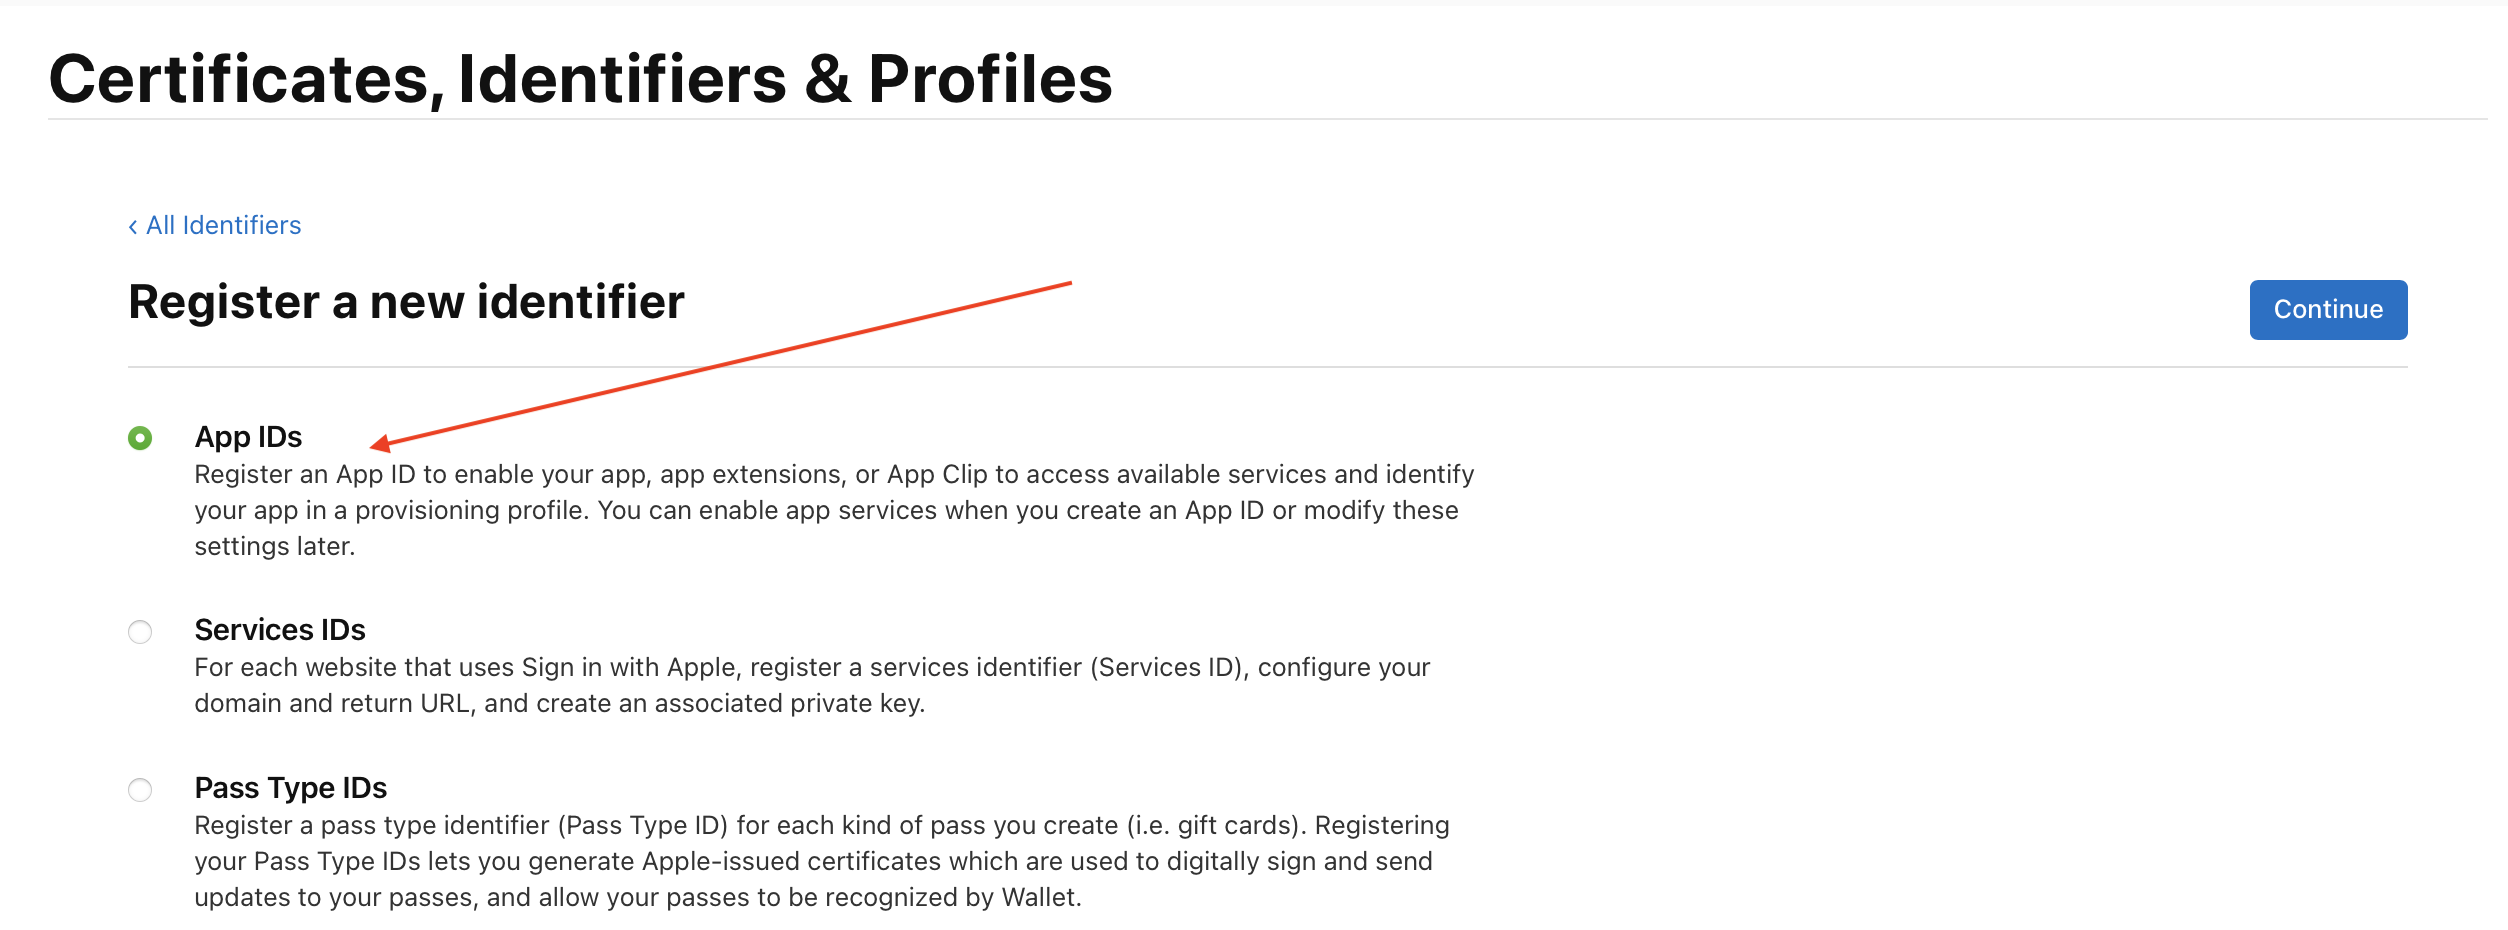 Certificates, Identifiers & Profiles
‹ All Identifiers
Register a new identifier
Continue
App IDs
Register an App ID to enable your app, app extensions, or App Clip to access available services and identify
your app in a provisioning profile. You can enable app services when you create an App ID or modify these
settings later.
Services IDs
For each website that uses Sign in with Apple, register a services identifier (Services ID), configure your
domain and return URL, and create an associated private key.
Pass Type IDs
Register a pass type identifier (Pass Type ID) for each kind of pass you create (i.e. gift cards). Registering
your Pass Type IDs lets you generate Apple-issued certificates which are used to digitally sign and send
updates to your passes, and allow your passes to be recognized by Wallet.